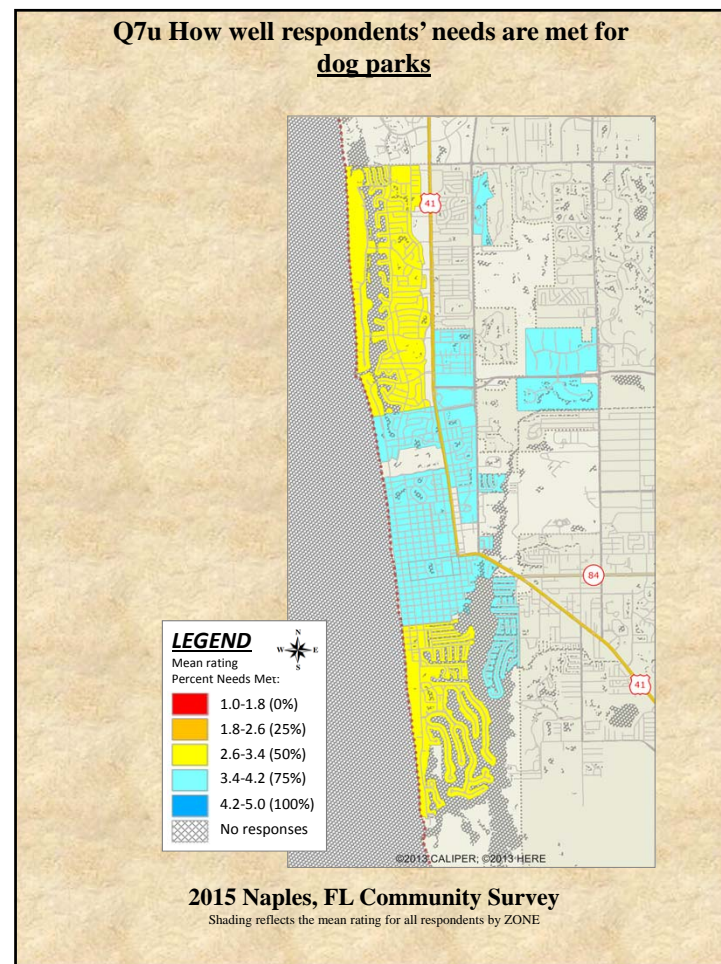 Q7u How well respondents' needs are met for
dog parks
41
84
41
LEGEND
N
W E
S
Mean rating
Percent Needs Met:
1.0-1.8 (0%)
1.8-2.6 (25%)
2.6-3.4 (50%)
3.4-4.2 (75%)
4.2-5.0 (100%)
No responses
©2013 CALIPER; ©2013 HERE
2015 Naples, FL Community Survey
Shading reflects the mean rating for all respondents by ZONE